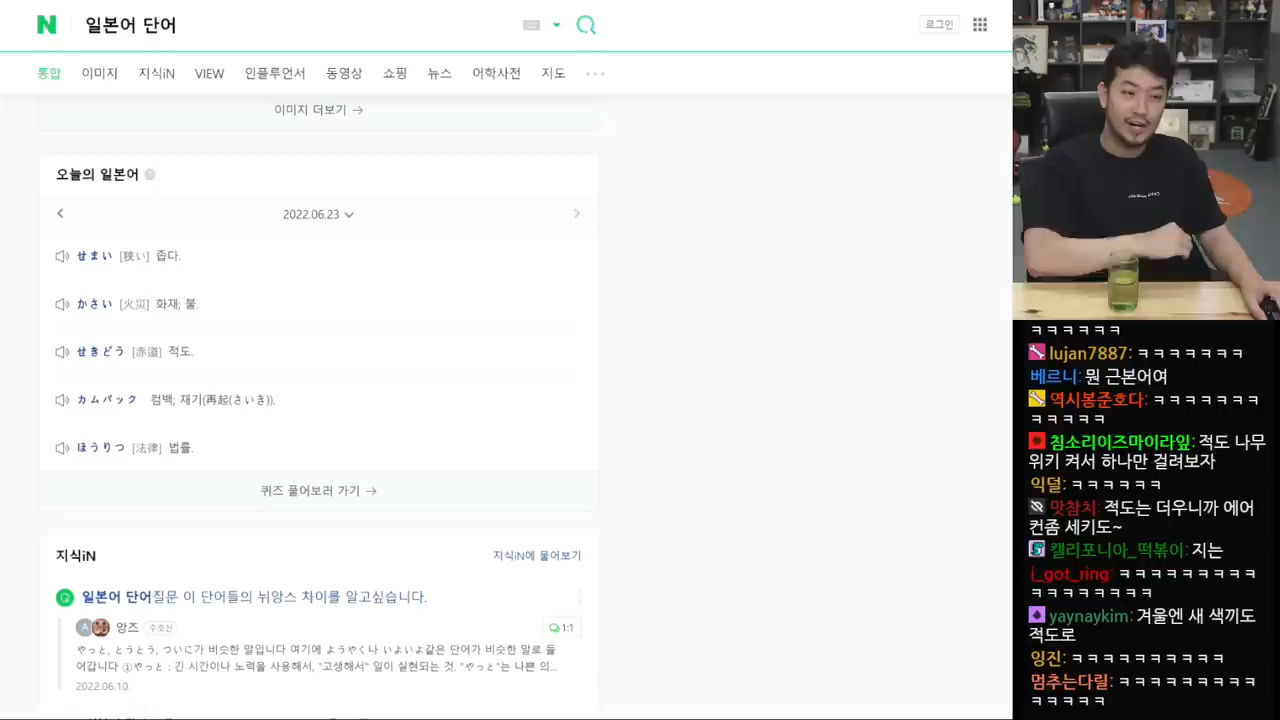 N 일본어 단어
로그인
통합 이미지 지식iN VIEW 인플루언서 동영상 쇼핑 뉴스 어학사전 지도
이미지 더보기 →
오늘의 일본어
2022.06.23
せまい [狭い] 좁다.
かさい [火災] 화재; 불.
せきどう [赤道] 적도.
カムバック 컴백; 재기(再起(さいき)).
ほうりつ [法律] 법률.
퀴즈 풀어보러 가기 →
지식iN 지식iN에 물어보기
Q 일본어 단어질문 이 단어들의 뉘앙스 차이를 알고싶습니다.
A 앙즈 수호신 1:1
やっと, とうとう, ついに가 비슷한 말입니다 여기에 ようやく나 いよいよ같은 단어가 비슷한 말로 들
어갑니다 ①やっと : 긴 시간이나 노력을 사용해서, "고생해서" 일이 실현되는 것. "やっと"는 나쁜 의...
2022.06.10.
ㅋㅋㅋㅋㅋㅋ
lujan7887: ㅋㅋㅋㅋㅋㅋㅋ
베르니: 뭔 근본어여
역시봉준호다: ㅋㅋㅋㅋㅋㅋㅋ
ㅋㅋㅋㅋㅋ
침소리이즈마이라잎: 적도 나무
위키 켜서 하나만 걸려보자
익덜: ㅋㅋㅋㅋㅋㅋ
맛참치: 적도는 더우니까 에어
컨좀 세키도~
캘리포니아_떡볶이: 지는
i_got_ring: ㅋㅋㅋㅋㅋㅋㅋㅋㅋ
ㅋㅋㅋㅋㅋㅋㅋㅋ
yaynaykim: 겨울엔 새 색끼도
적도로
잉진: ㅋㅋㅋㅋㅋㅋㅋㅋㅋㅋ
멈추는다릴: ㅋㅋㅋㅋㅋㅋㅋㅋㅋ
ㅋㅋㅋㅋㅋ